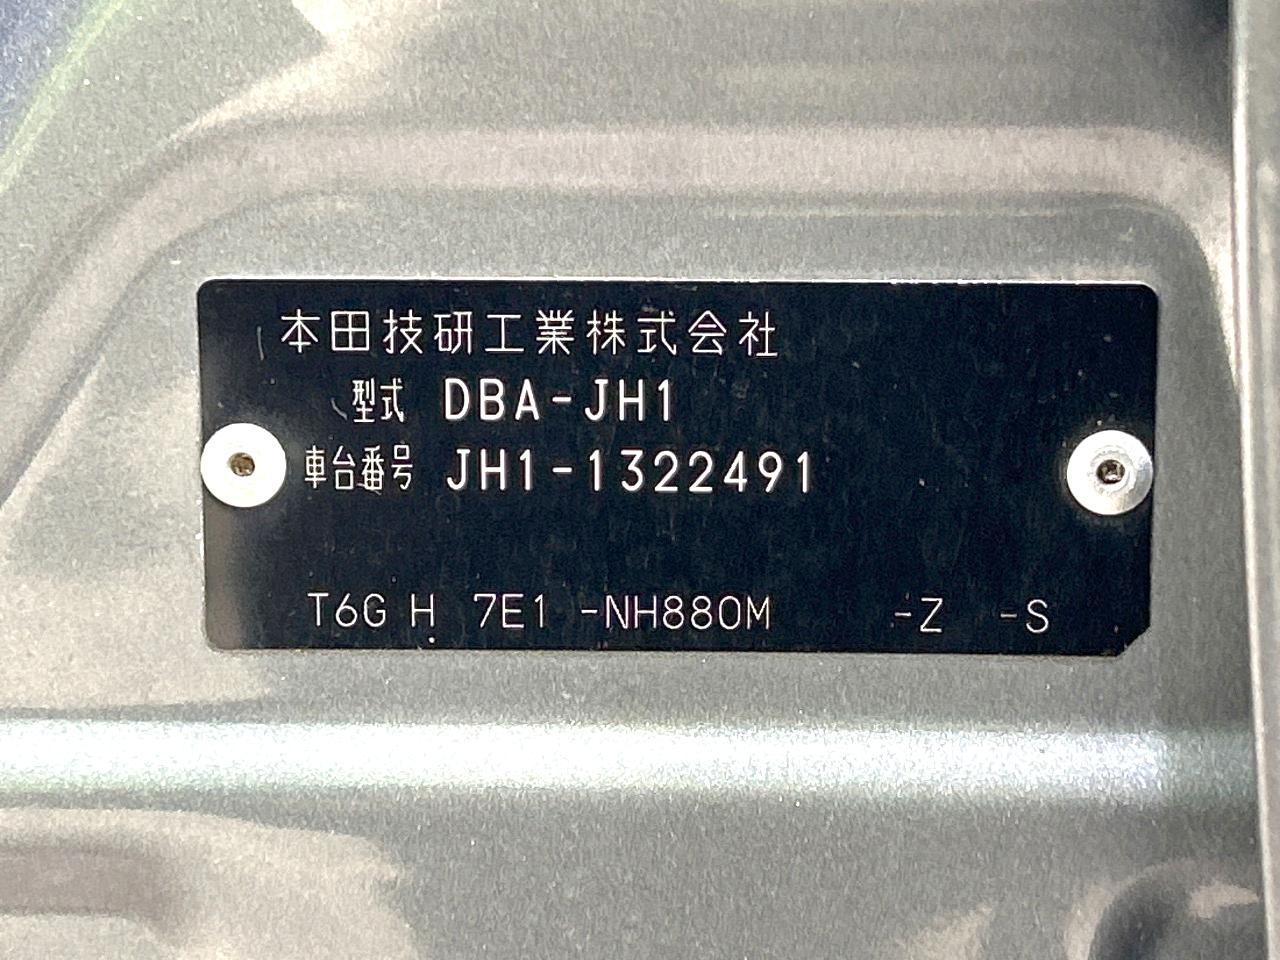 本田技研工業株式会社
型式 DBA-JH1
車台番号 JH1-1322491
T6G H 7E1 -NH880M -Z -S